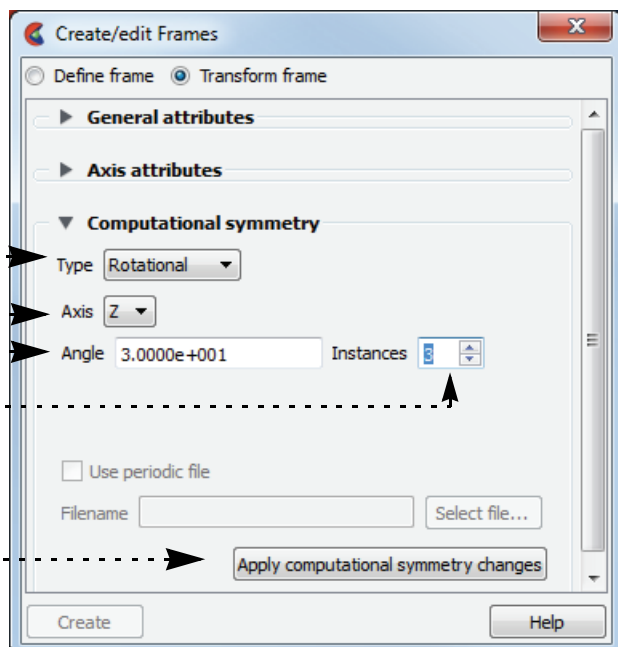 Create/edit Frames
Define frame Transform frame
General attributes
Axis attributes
Computational symmetry
Type Rotational
Axis Z
Angle 3.0000e+001 Instances 3
Use periodic file
Filename Select file...
Apply computational symmetry changes
Create Help